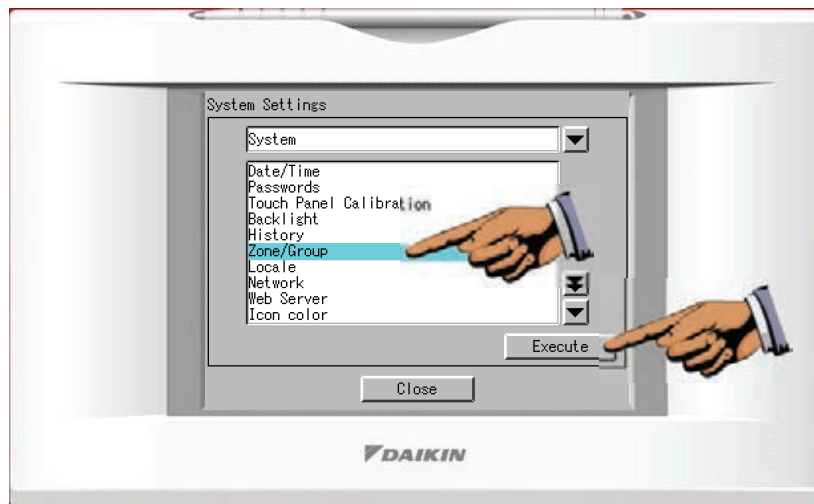 System Settings
System
Date/Time
Passwords
Touch Panel Calibration
Backlight
History
Zone/Group
Locale
Network
Web Server
Icon color
Execute
Close
DAIKIN